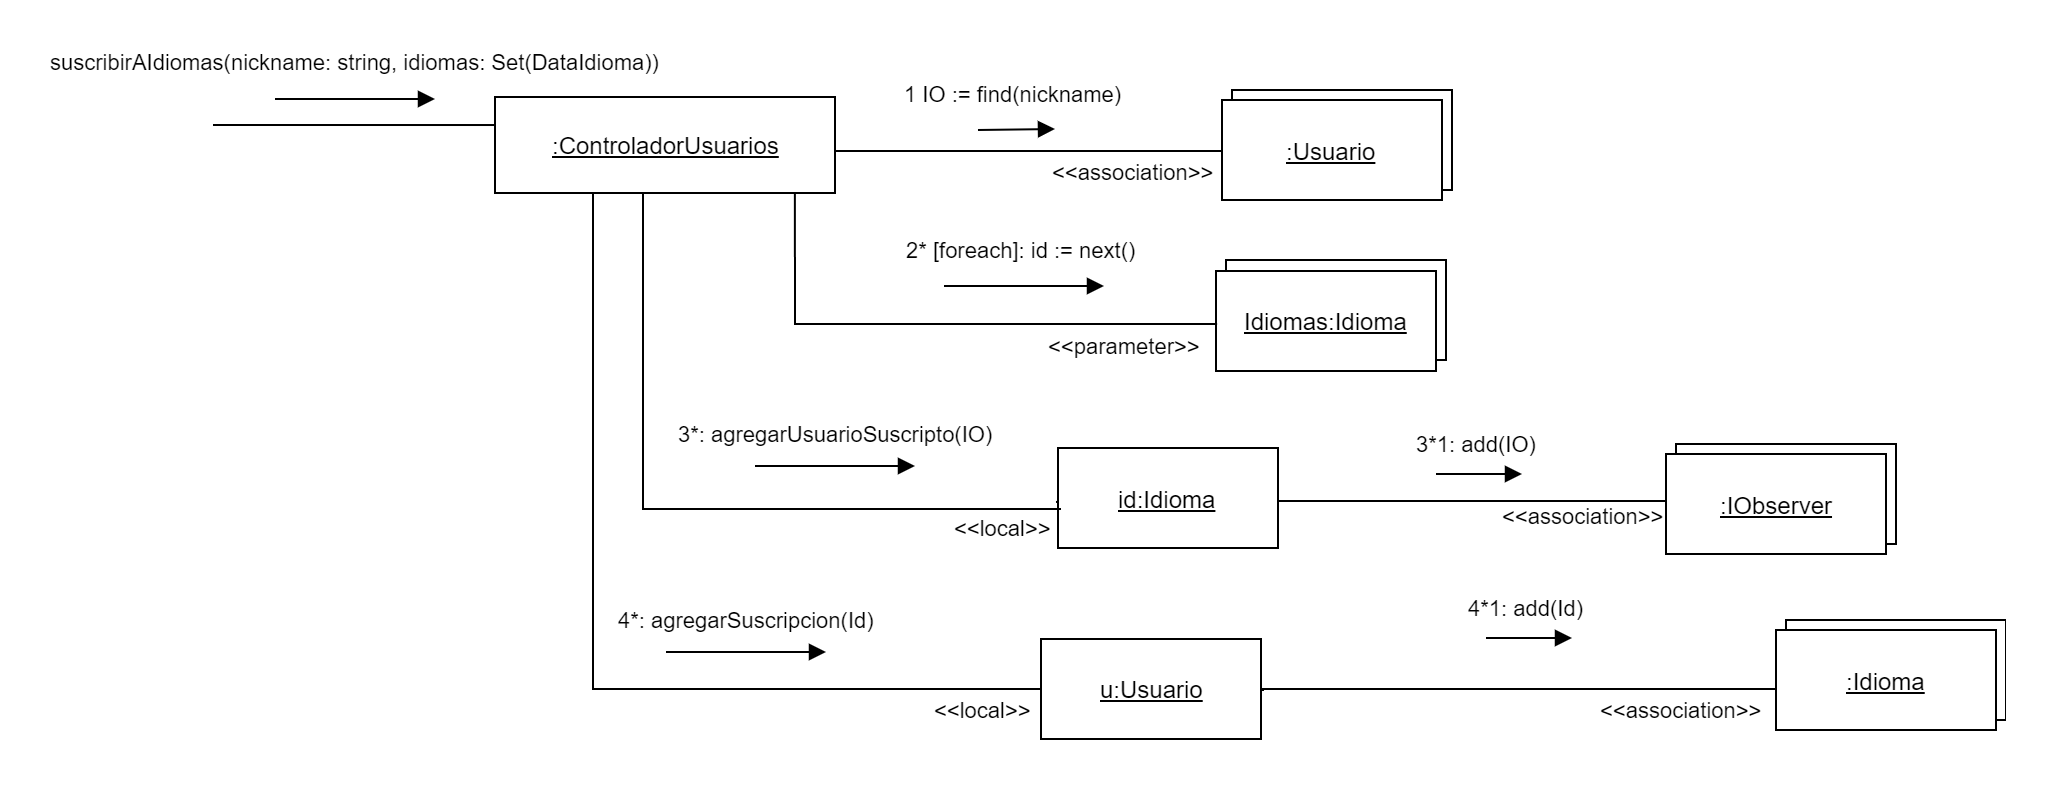 suscribirAIdiomas(nickname: string, idiomas: Set(DataIdioma))
1 IO := find(nickname)
:ControladorUsuarios
:Usuario
<<association>>
2* [foreach]: id := next()
Idiomas:Idioma
<<parameter>>
3*: agregarUsuarioSuscripto(IO)
3*1: add(IO)
id:Idioma
:IObserver
<<local>>
<<association>>
4*: agregarSuscripcion(Id)
4*1: add(Id)
u:Usuario
:Idioma
<<local>>
<<association>>